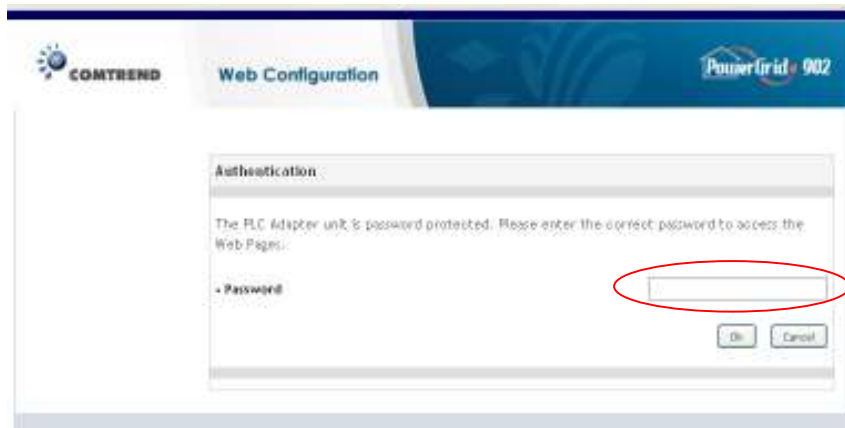 COMTREND
Web Configuration
PowerGrid 902
Authentication
The PLC Adapter unit is password protected. Please enter the correct password to access the
Web Pages.
- Password
Ok Cancel